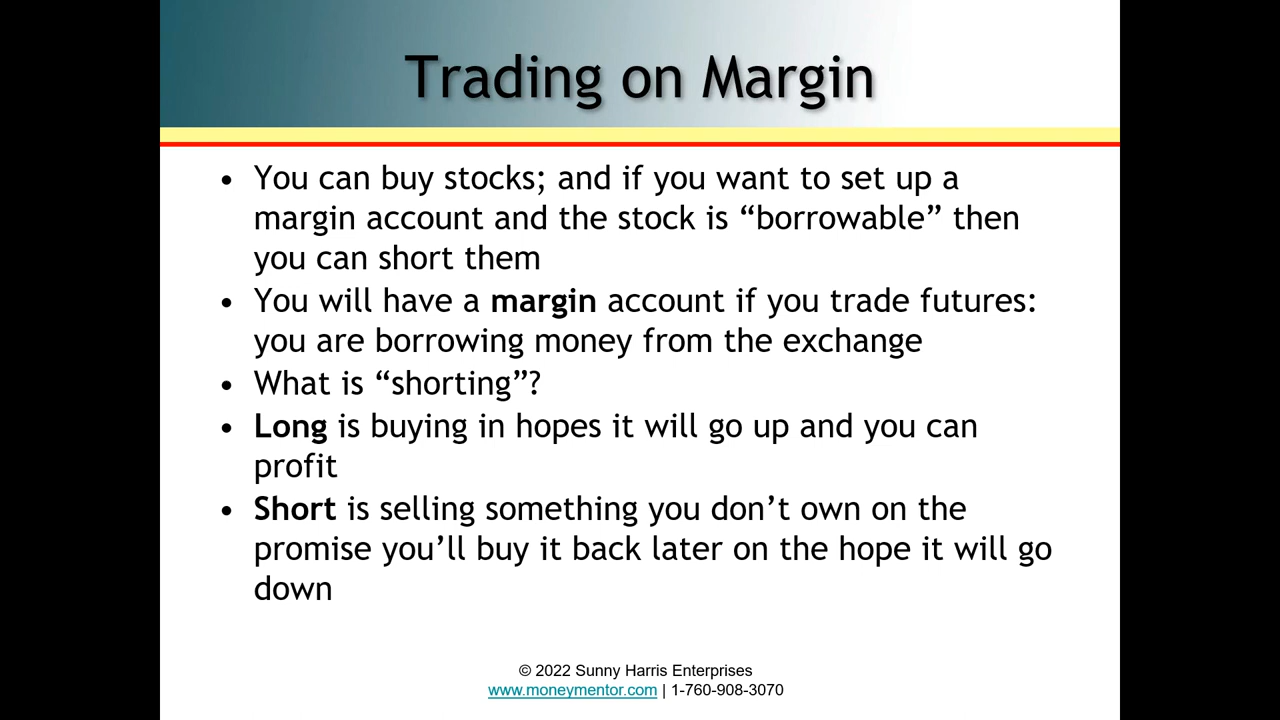 Trading on Margin
• You can buy stocks; and if you want to set up a
margin account and the stock is “borrowable” then
you can short them
• You will have a margin account if you trade futures:
you are borrowing money from the exchange
• What is “shorting”?
• Long is buying in hopes it will go up and you can
profit
• Short is selling something you don’t own on the
promise you’ll buy it back later on the hope it will go
down
© 2022 Sunny Harris Enterprises
www.moneymentor.com | 1-760-908-3070